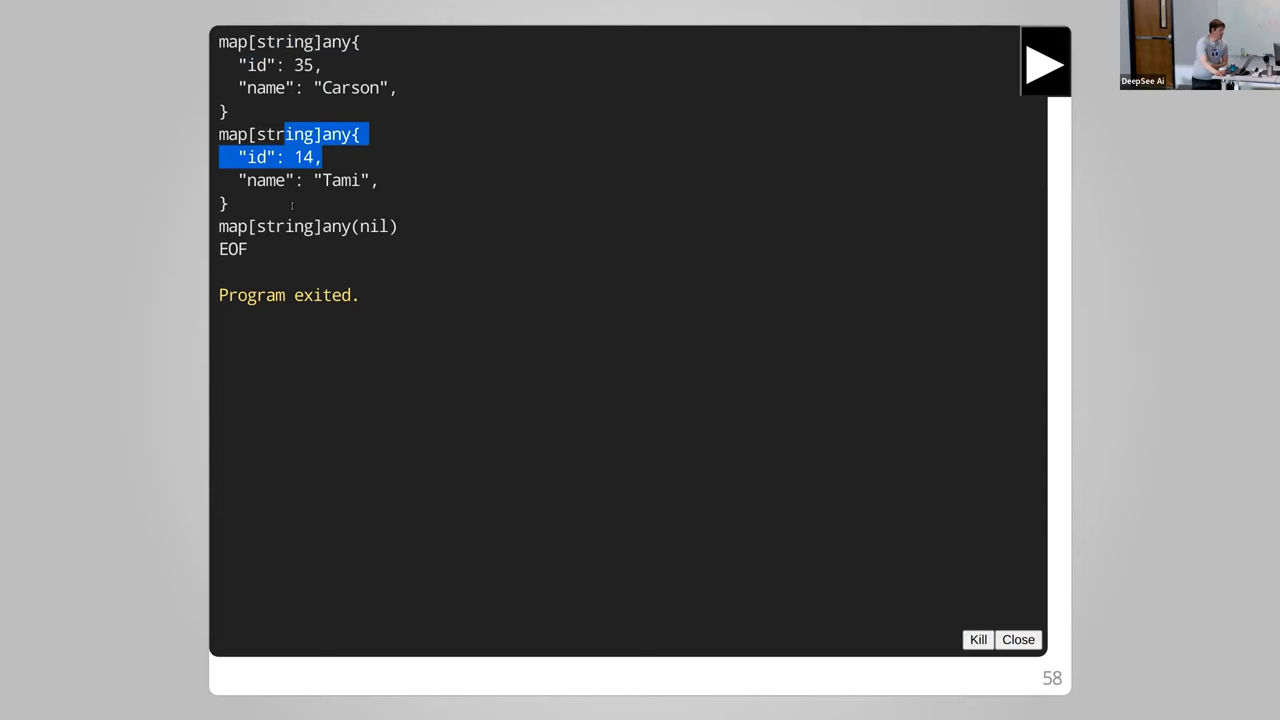 map[string]any{
  "id": 35,
  "name": "Carson",
}
map[string]any{
  "id": 14,
  "name": "Tami",
}
map[string]any(nil)
EOF
Program exited.
Kill Close
58
DeepSee Ai